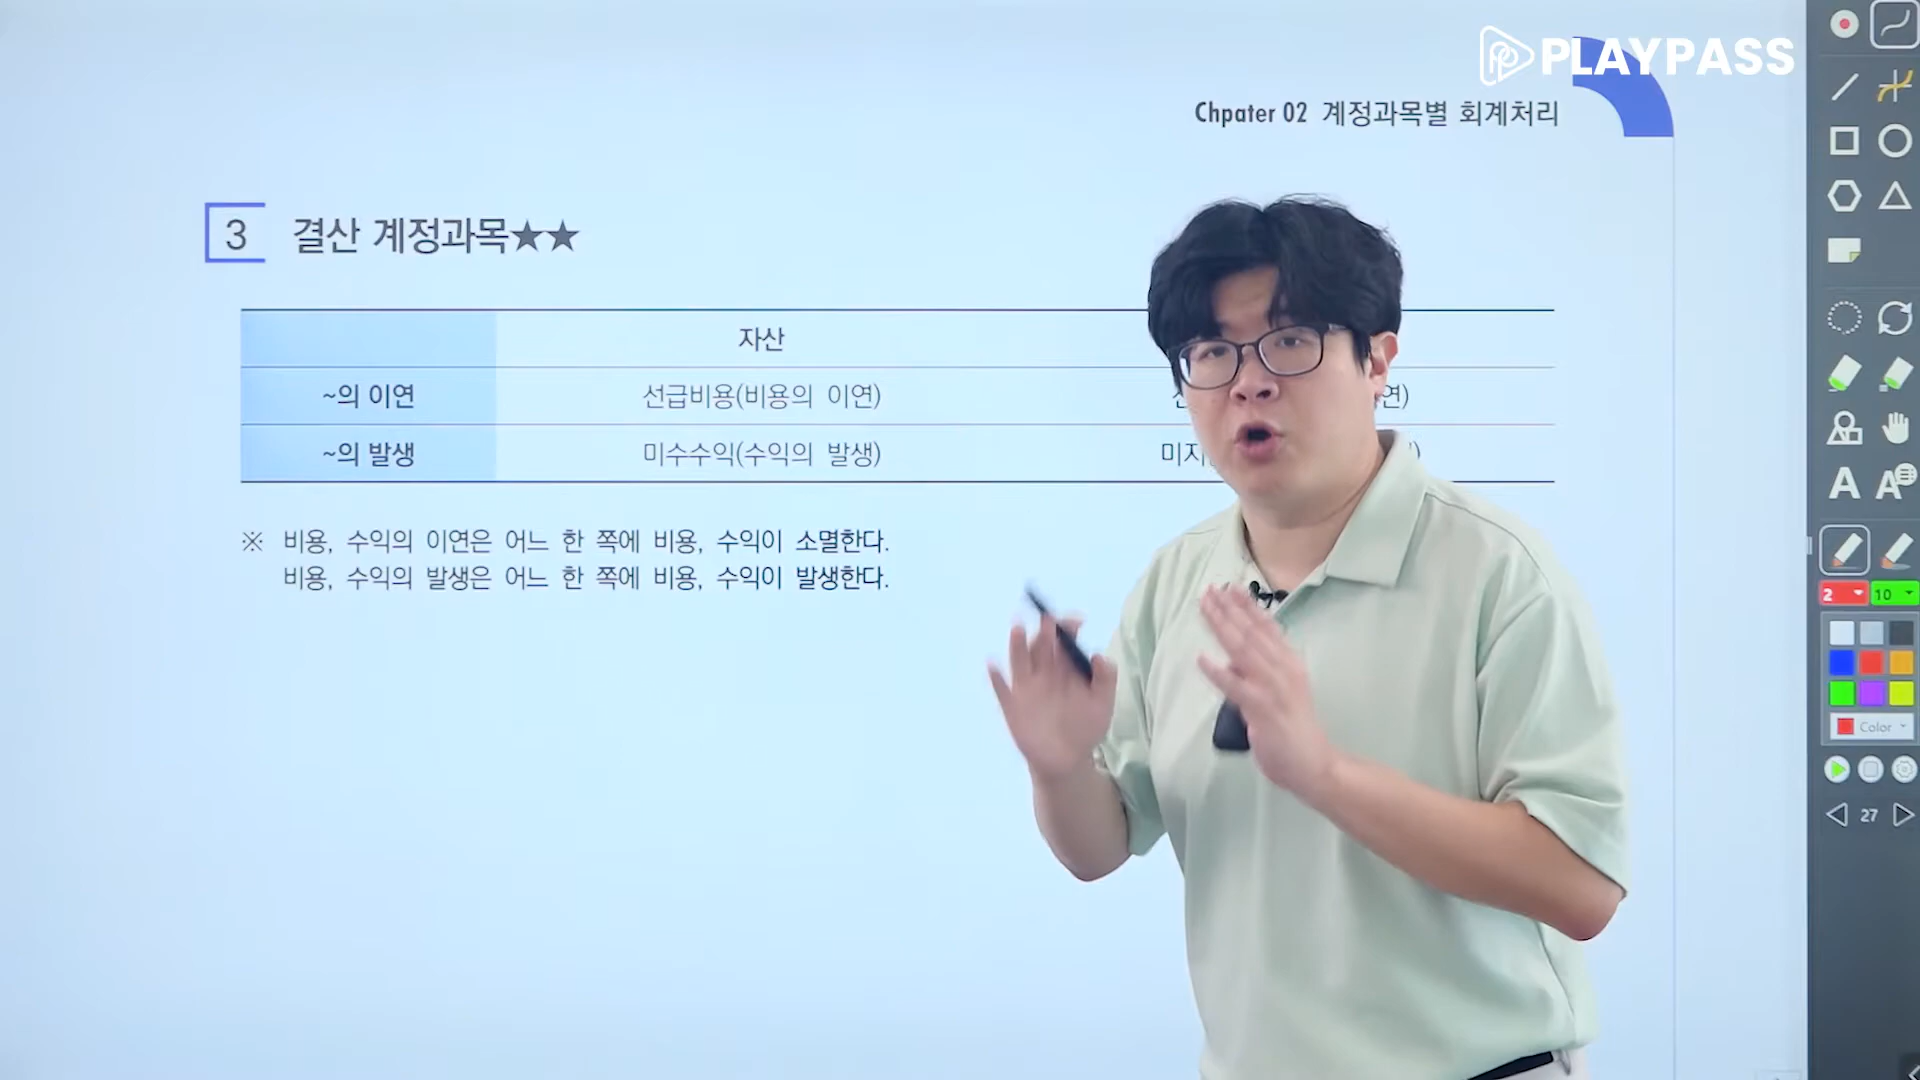 PLAYPASS
Chpater 02 계정과목별 회계처리
3 결산 계정과목★★
자산
~의 이연 선급비용(비용의 이연) 연)
~의 발생 미수수익(수익의 발생) 미지 )
※ 비용, 수익의 이연은 어느 한 쪽에 비용, 수익이 소멸한다.
비용, 수익의 발생은 어느 한 쪽에 비용, 수익이 발생한다.
A A
2 10
Color
27